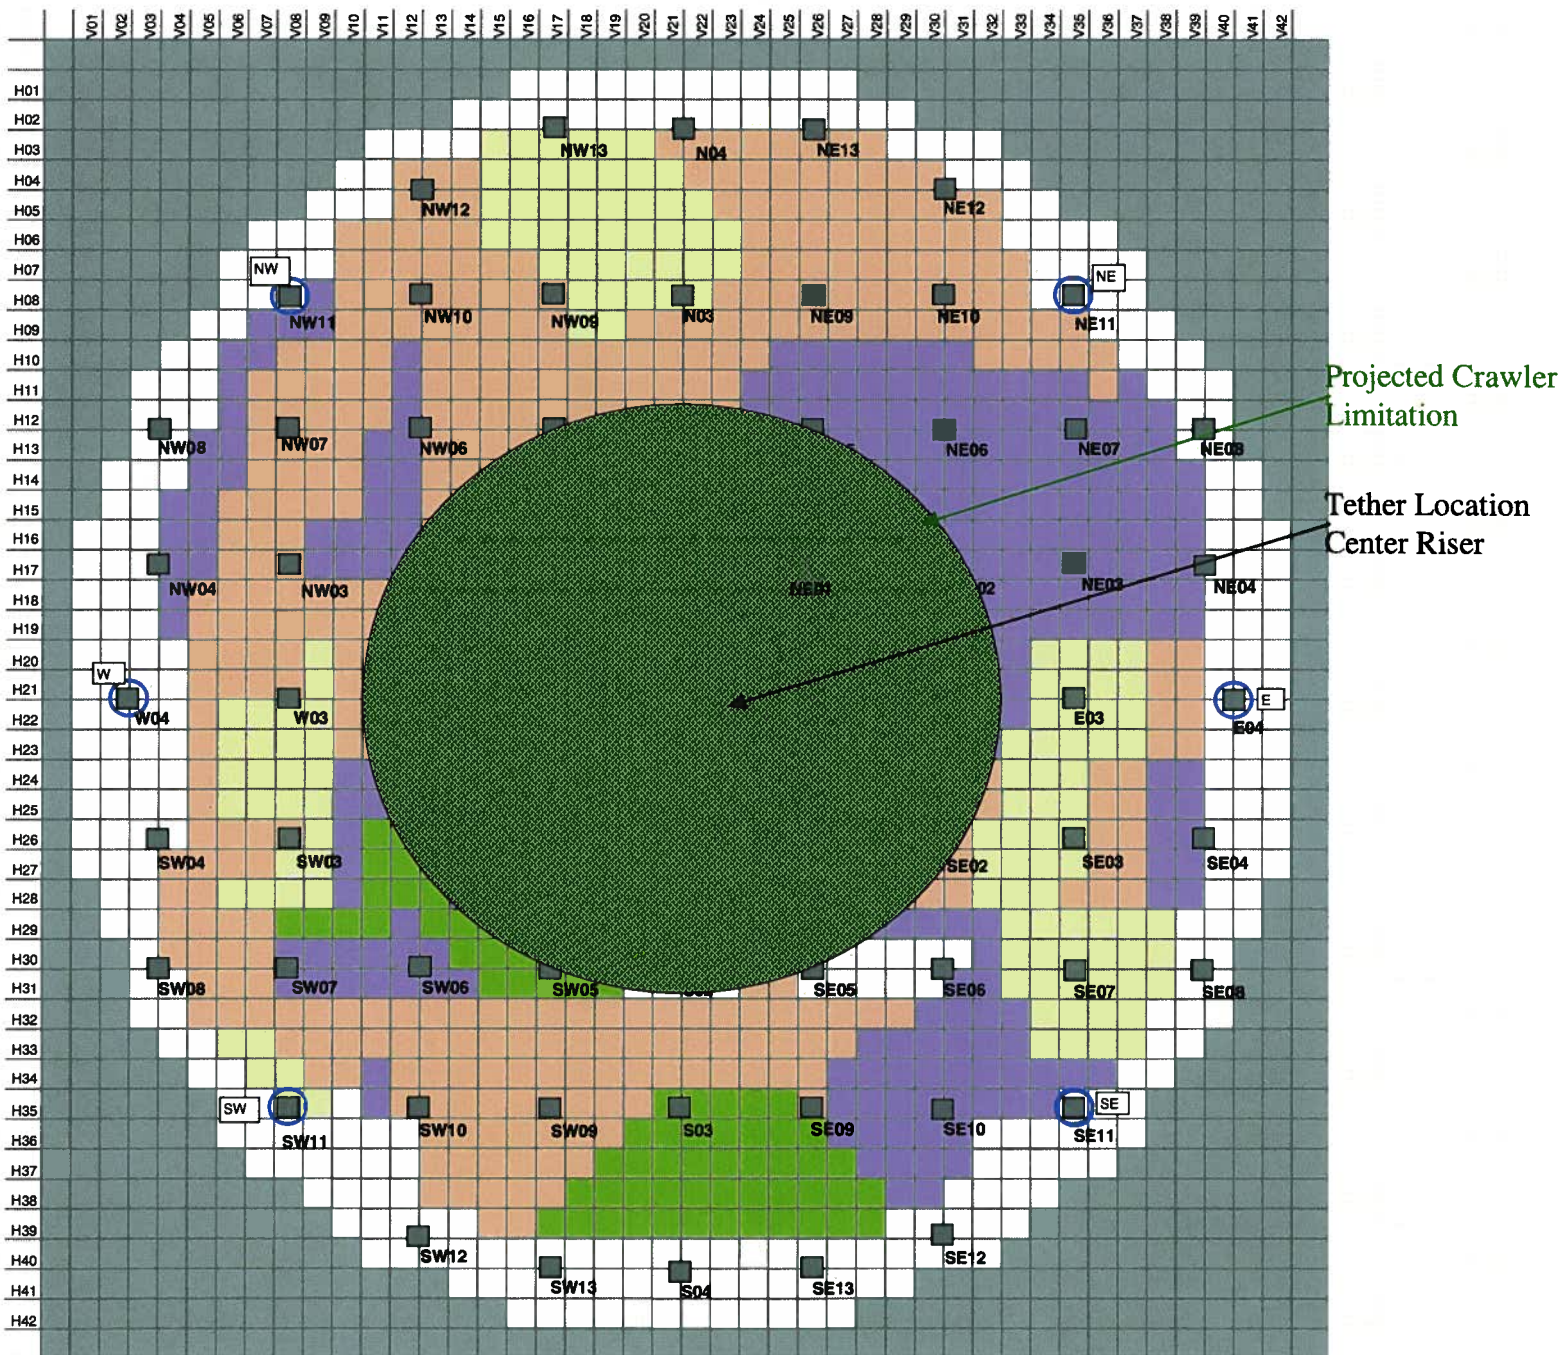 V01 V02 V03 V04 V05 V06 V07 V08 V09 V10 V11 V12 V13 V14 V15 V16 V17 V18 V19 V20 V21 V22 V23 V24 V25 V26 V27 V28 V29 V30 V31 V32 V33 V34 V35 V36 V37 V38 V39 V40 V41 V42
H01
H02
H03
NW13 N04 NE13
H04
H05
NW12 NE12
H06
H07
NW NE
H08
NW11 NW10 NW09 N03 NE09 NE10 NE11
H09
H10
H11
Projected Crawler
Limitation
H12
H13
NW08 NW07 NW06 NE06 NE07 NE08
H14
H15
Tether Location
Center Riser
H16
H17
NW04 NW03 NE01 02 NE03 NE04
H18
H19
H20
W
H21
E
H22
W04 W03 E03 E04
H23
H24
H25
H26
H27
SW04 SW03 SE02 SE03 SE04
H28
H29
H30
H31
SW08 SW07 SW06 SW05 SE05 SE06 SE07 SE08
H32
H33
H34
H35
SW SE
H36
SW11 SW10 SW09 S03 SE09 SE10 SE11
H37
H38
H39
H40
SW12 SE12
H41
SW13 S04 SE13
H42